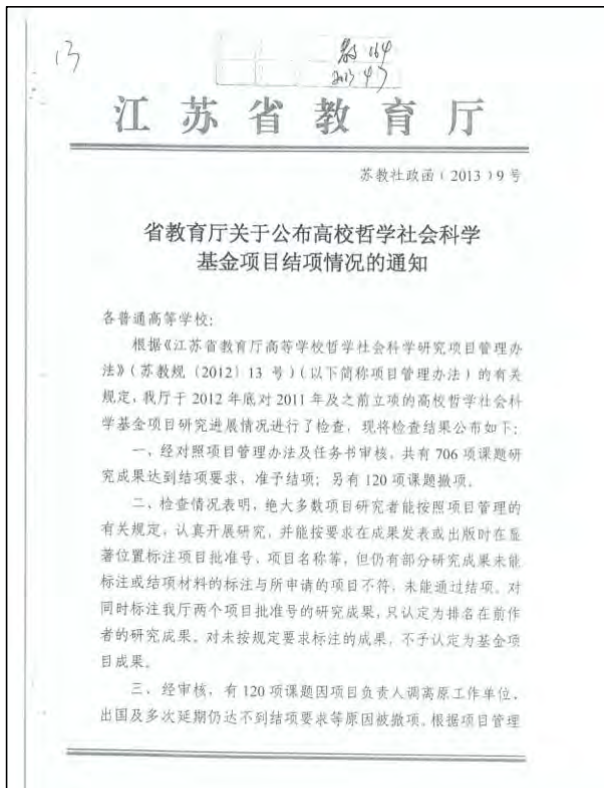 13
教 164
2013 4 7
江苏省教育厅
苏教社政函﹝2013﹞9号
省教育厅关于公布高校哲学社会科学
基金项目结项情况的通知
各普通高等学校:
根据《江苏省教育厅高等学校哲学社会科学研究项目管理办
法》(苏教规〔2012〕13 号)(以下简称项目管理办法)的有关
规定,我厅于 2012 年底对 2011 年及之前立项的高校哲学社会科
学基金项目研究进展情况进行了检查,现将检查结果公布如下:
一、经对照项目管理办法及任务书审核,共有 706 项课题研
究成果达到结项要求,准予结项;另有 120 项课题撤项。
二、检查情况表明,绝大多数项目研究者能按照项目管理的
有关规定,认真开展研究,并能按要求在成果发表或出版时在显
著位置标注项目批准号、项目名称等,但仍有部分研究成果未能
标注或结项材料的标注与所申请的项目不符,未能通过结项。对
同时标注我厅两个项目批准号的研究成果,只认定为排名在前作
者的研究成果。对未按规定要求标注的成果,不予认定为基金项
目成果。
三、经审核,有 120 项课题因项目负责人调离原工作单位、
出国及多次延期仍达不到结项要求等原因被撤项。根据项目管理